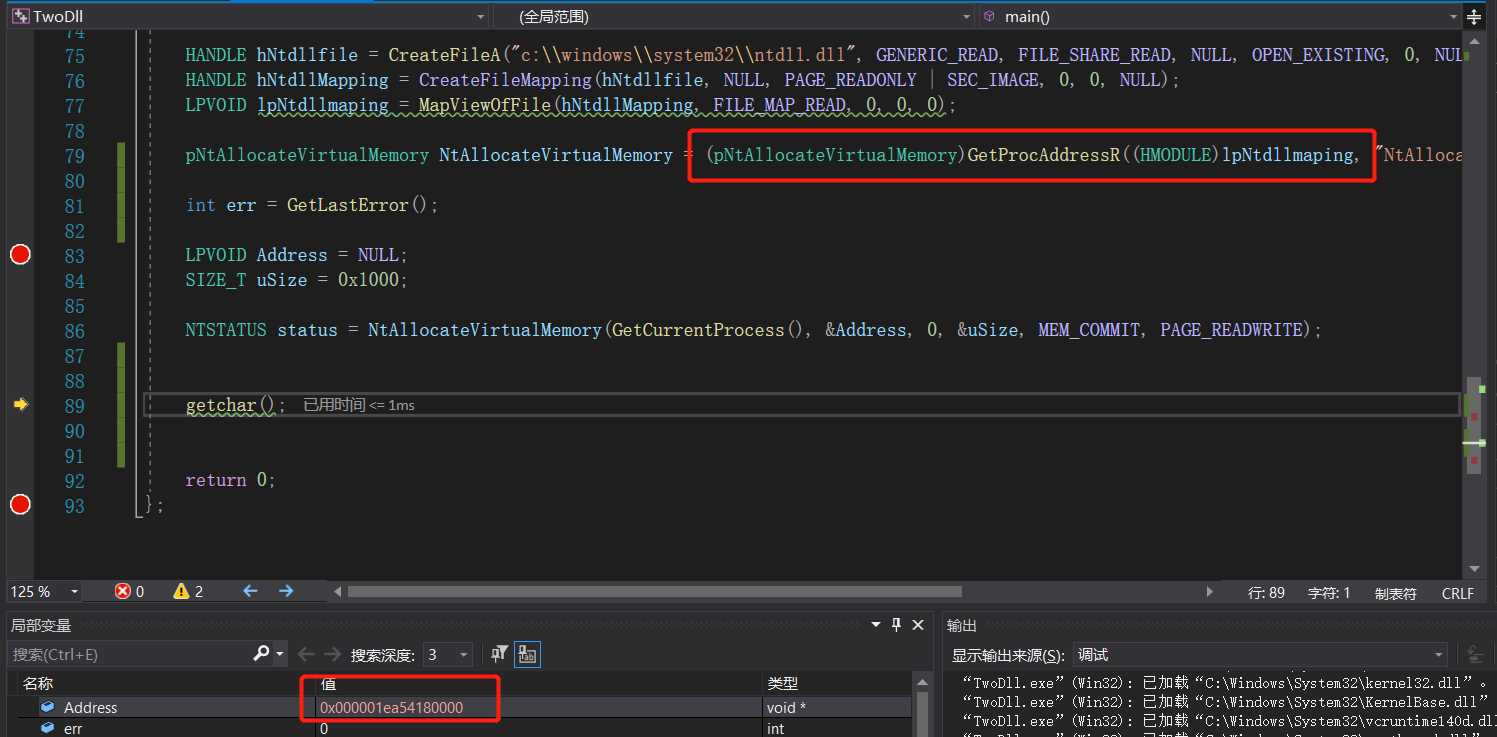 TwoDll (全局范围) main()
74
75 HANDLE hNtdllfile = CreateFileA("c:\\windows\\system32\\ntdll.dll", GENERIC_READ, FILE_SHARE_READ, NULL, OPEN_EXISTING, 0, NUL
76 HANDLE hNtdllMapping = CreateFileMapping(hNtdllfile, NULL, PAGE_READONLY | SEC_IMAGE, 0, 0, NULL);
77 LPVOID lpNtdllmaping = MapViewOfFile(hNtdllMapping, FILE_MAP_READ, 0, 0, 0);
78
79 pNtAllocateVirtualMemory NtAllocateVirtualMemory = (pNtAllocateVirtualMemory)GetProcAddressR((HMODULE)lpNtdllmaping, "NtAlloca
80
81 int err = GetLastError();
82
83 LPVOID Address = NULL;
84 SIZE_T uSize = 0x1000;
85
86 NTSTATUS status = NtAllocateVirtualMemory(GetCurrentProcess(), &Address, 0, &uSize, MEM_COMMIT, PAGE_READWRITE);
87
88
89 getchar(); 已用时间 <= 1ms
90
91
92 return 0;
93 };
125 % 0 2 行: 89 字符: 1 制表符 CRLF
局部变量
搜索(Ctrl+E) 搜索深度: 3
名称 值 类型
Address 0x000001ea54180000 void *
err 0 int
输出
显示输出来源(S): 调试
“TwoDll.exe” (Win32): 已加载“C:\Windows\System32\kernel32.dll”。
“TwoDll.exe” (Win32): 已加载“C:\Windows\System32\KernelBase.dll”
“TwoDll.exe” (Win32): 已加载“C:\Windows\System32\vcruntime140d.dl